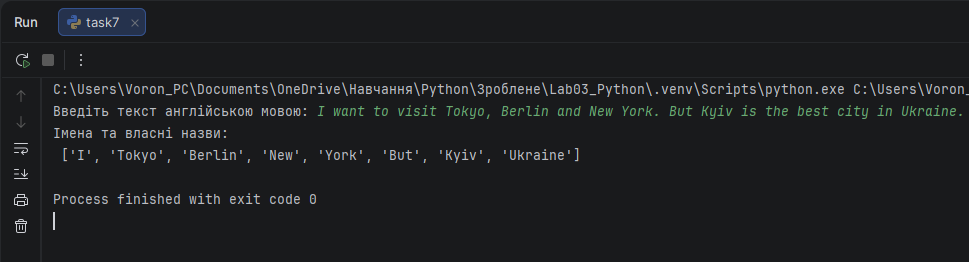 Run task7
C:\Users\Voron_PC\Documents\OneDrive\Навчання\Python\Зроблене\Lab03_Python\.venv\Scripts\python.exe C:\Users\Voron_
Введіть текст англійською мовою: I want to visit Tokyo, Berlin and New York. But Kyiv is the best city in Ukraine.
Імена та власні назви:
['I', 'Tokyo', 'Berlin', 'New', 'York', 'But', 'Kyiv', 'Ukraine']
Process finished with exit code 0